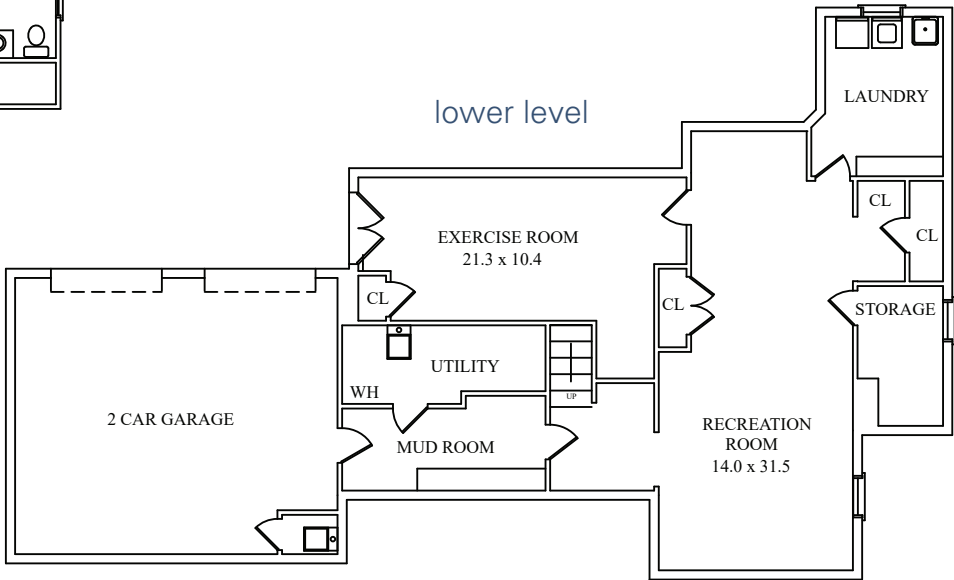 lower level
LAUNDRY
CL
CL
EXERCISE ROOM
21.3 x 10.4
CL
CL
STORAGE
UTILITY
WH
UP
2 CAR GARAGE
MUD ROOM
RECREATION
ROOM
14.0 x 31.5